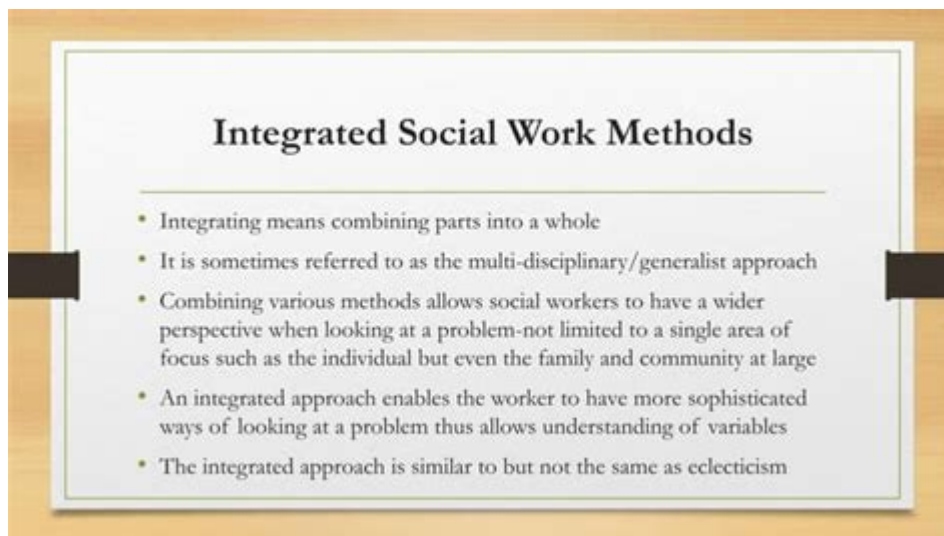 Integrated Social Work Methods
• Integrating means combining parts into a whole
• It is sometimes referred to as the multi-disciplinary/generalist approach
• Combining various methods allows social workers to have a wider
perspective when looking at a problem-not limited to a single area of
focus such as the individual but even the family and community at large
• An integrated approach enables the worker to have more sophisticated
ways of looking at a problem thus allows understanding of variables
• The integrated approach is similar to but not the same as eclecticism